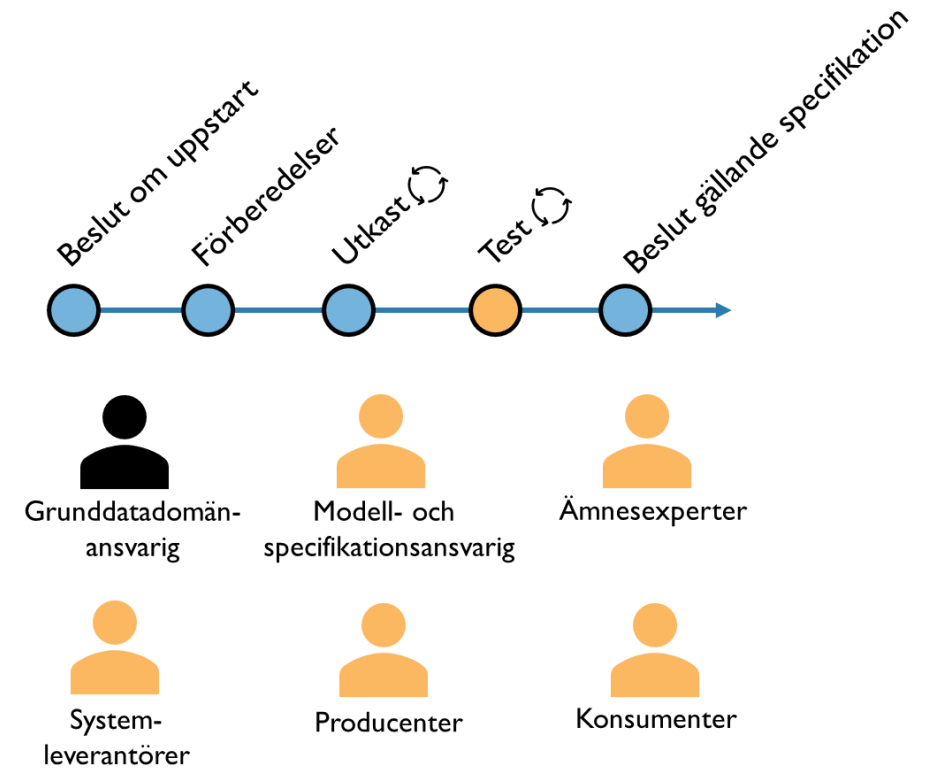 Beslut om uppstart
Förberedelser
Utkast
Test
Beslut gällande specifikation
Grunddatadomän-
ansvarig
Modell- och
specifikationsansvarig
Ämnesexperter
System-
leverantörer
Producenter
Konsumenter